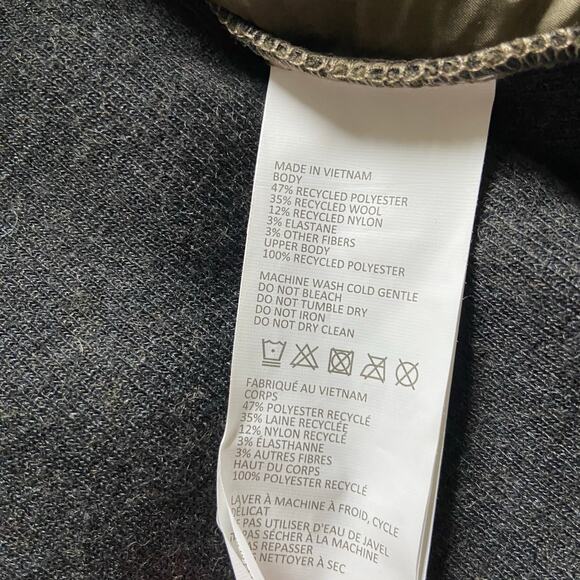 MADE IN VIETNAM
BODY
47% RECYCLED POLYESTER
35% RECYCLED WOOL
12% RECYCLED NYLON
3% ELASTANE
3% OTHER FIBERS
UPPER BODY
100% RECYCLED POLYESTER
MACHINE WASH COLD GENTLE
DO NOT BLEACH
DO NOT TUMBLE DRY
DO NOT IRON
DO NOT DRY CLEAN
FABRIQUÉ AU VIETNAM
CORPS
47% POLYESTER RECYCLÉ
35% LAINE RECYCLÉE
12% NYLON RECYCLÉ
3% ÉLASTHANNE
3% AUTRES FIBRES
HAUT DU CORPS
100% POLYESTER RECYCLÉ
LAVER À MACHINE À FROID, CYCLE
DÉLICAT
PAS UTILISER D'EAU DE JAVEL
PAS SÉCHER À LA MACHINE
PAS REPASSER
NETTOYER À SEC